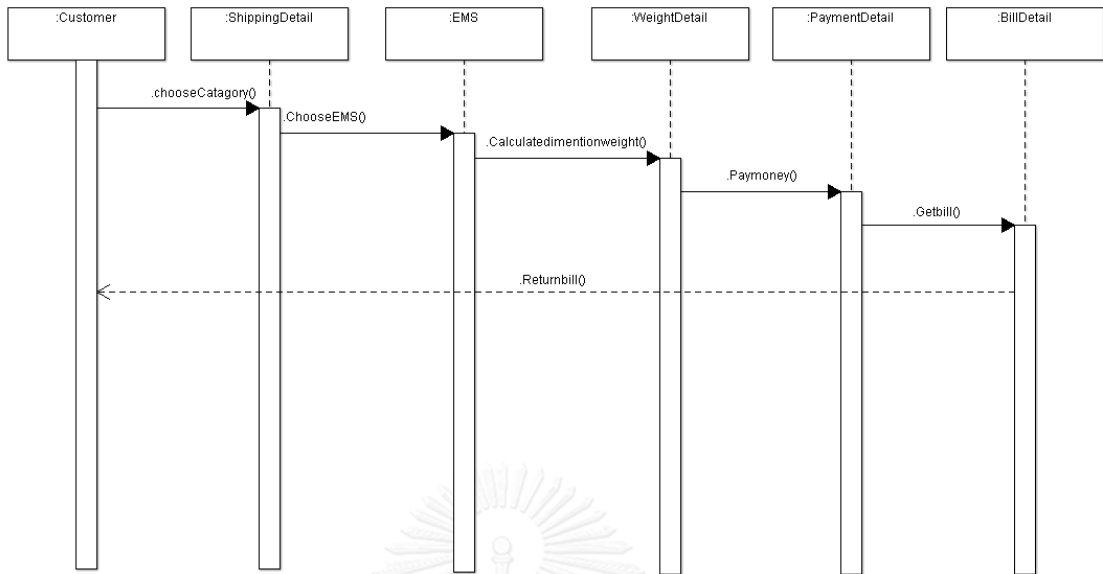 :Customer
:ShippingDetail
:EMS
:WeightDetail
:PaymentDetail
:BillDetail
.chooseCatagory()
.ChooseEMS()
.Calculatedimentionweight()
.Paymoney()
.Getbill()
.Returnbill()